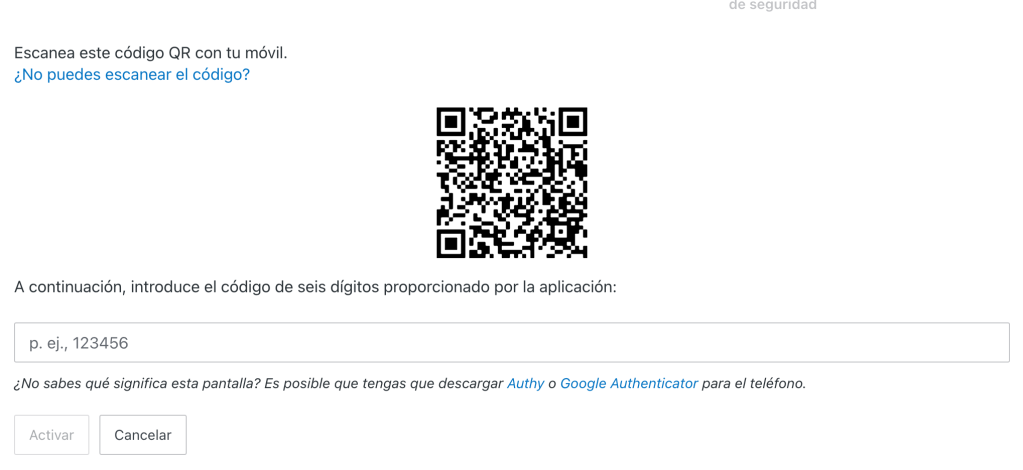 de seguridad
Escanea este código QR con tu móvil.
¿No puedes escanear el código?
A continuación, introduce el código de seis dígitos proporcionado por la aplicación:
p. ej., 123456
¿No sabes qué significa esta pantalla? Es posible que tengas que descargar Authy o Google Authenticator para el teléfono.
Activar
Cancelar